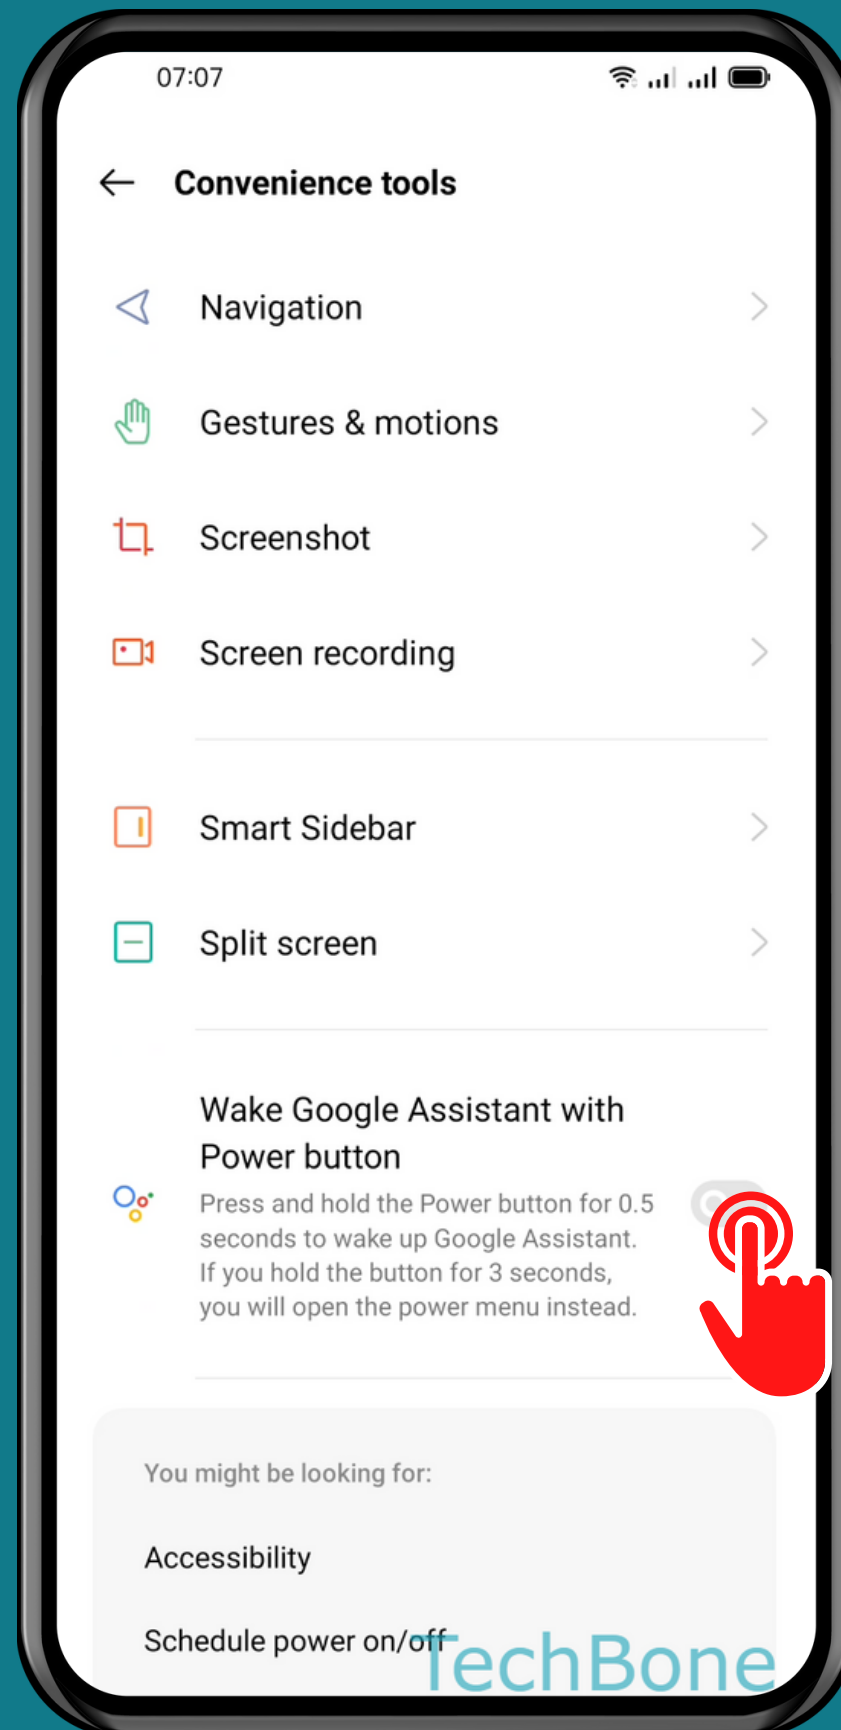 07:07
Convenience tools
Navigation
Gestures & motions
Screenshot
Screen recording
Smart Sidebar
Split screen
Wake Google Assistant with
Power button
Press and hold the Power button for 0.5
seconds to wake up Google Assistant.
If you hold the button for 3 seconds,
you will open the power menu instead.
You might be looking for:
Accessibility
Schedule power on/off
TechBone